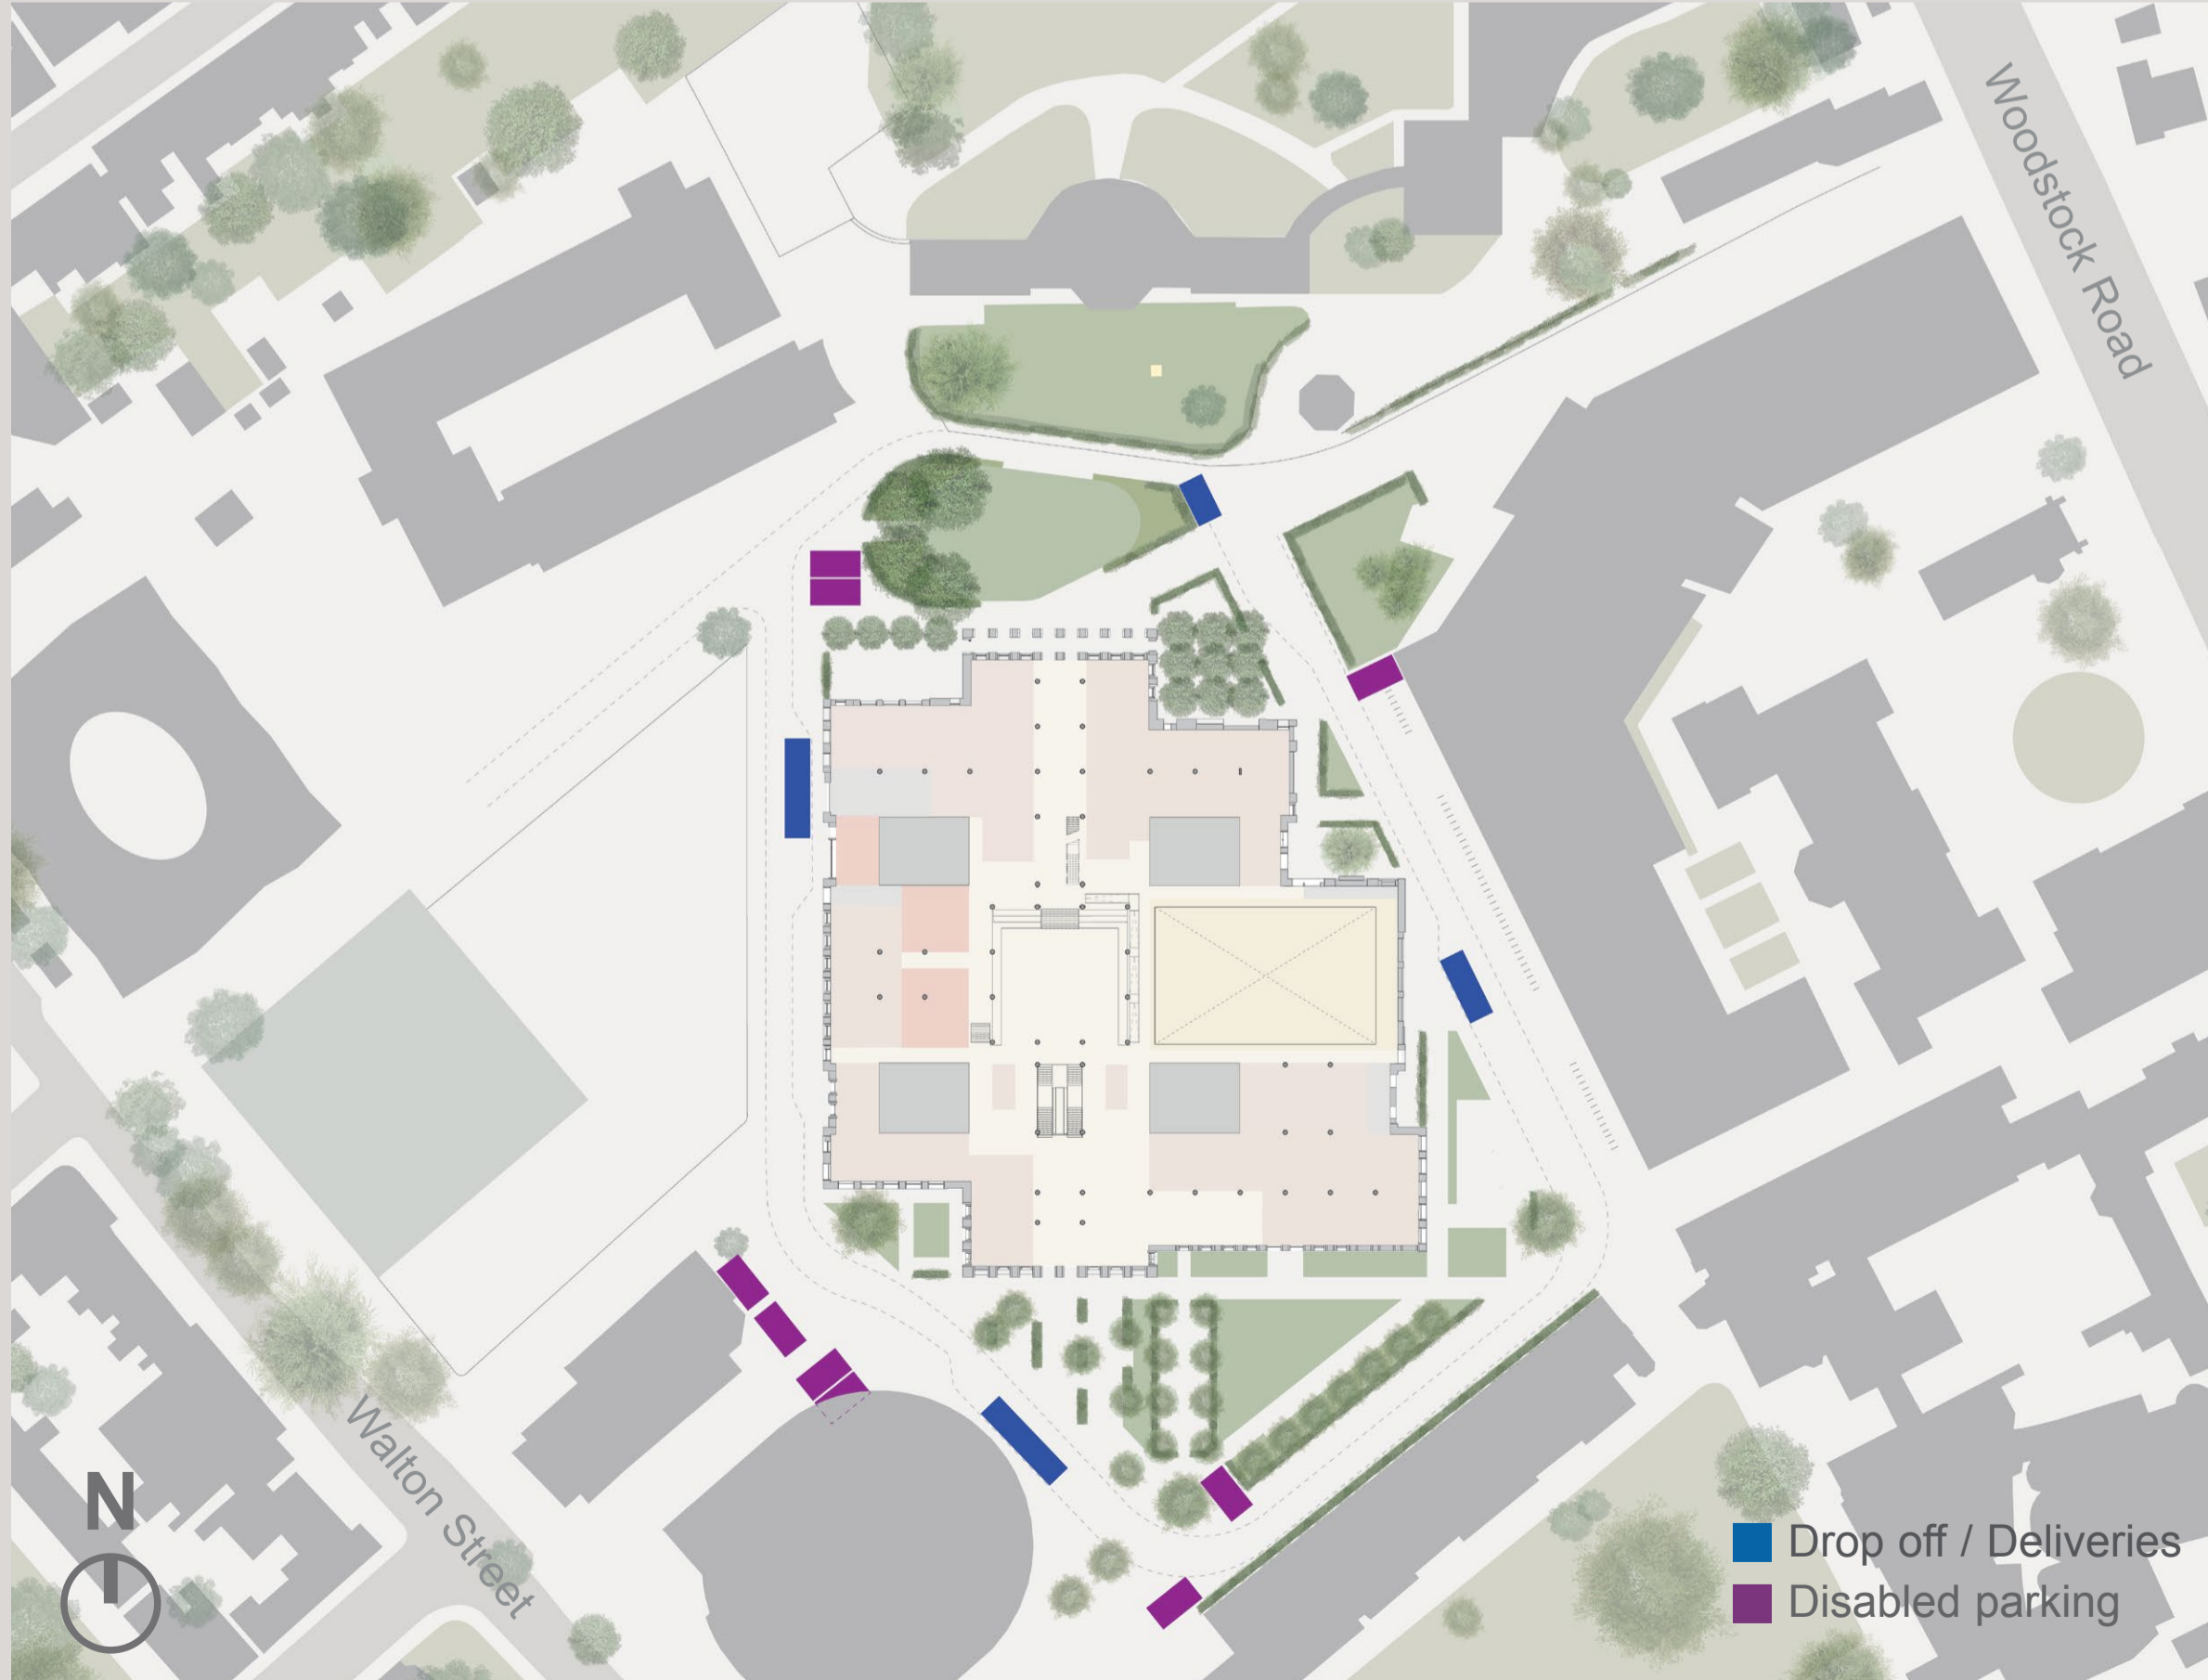 Woodstock Road
Walton Street
N
Drop off / Deliveries
Disabled parking